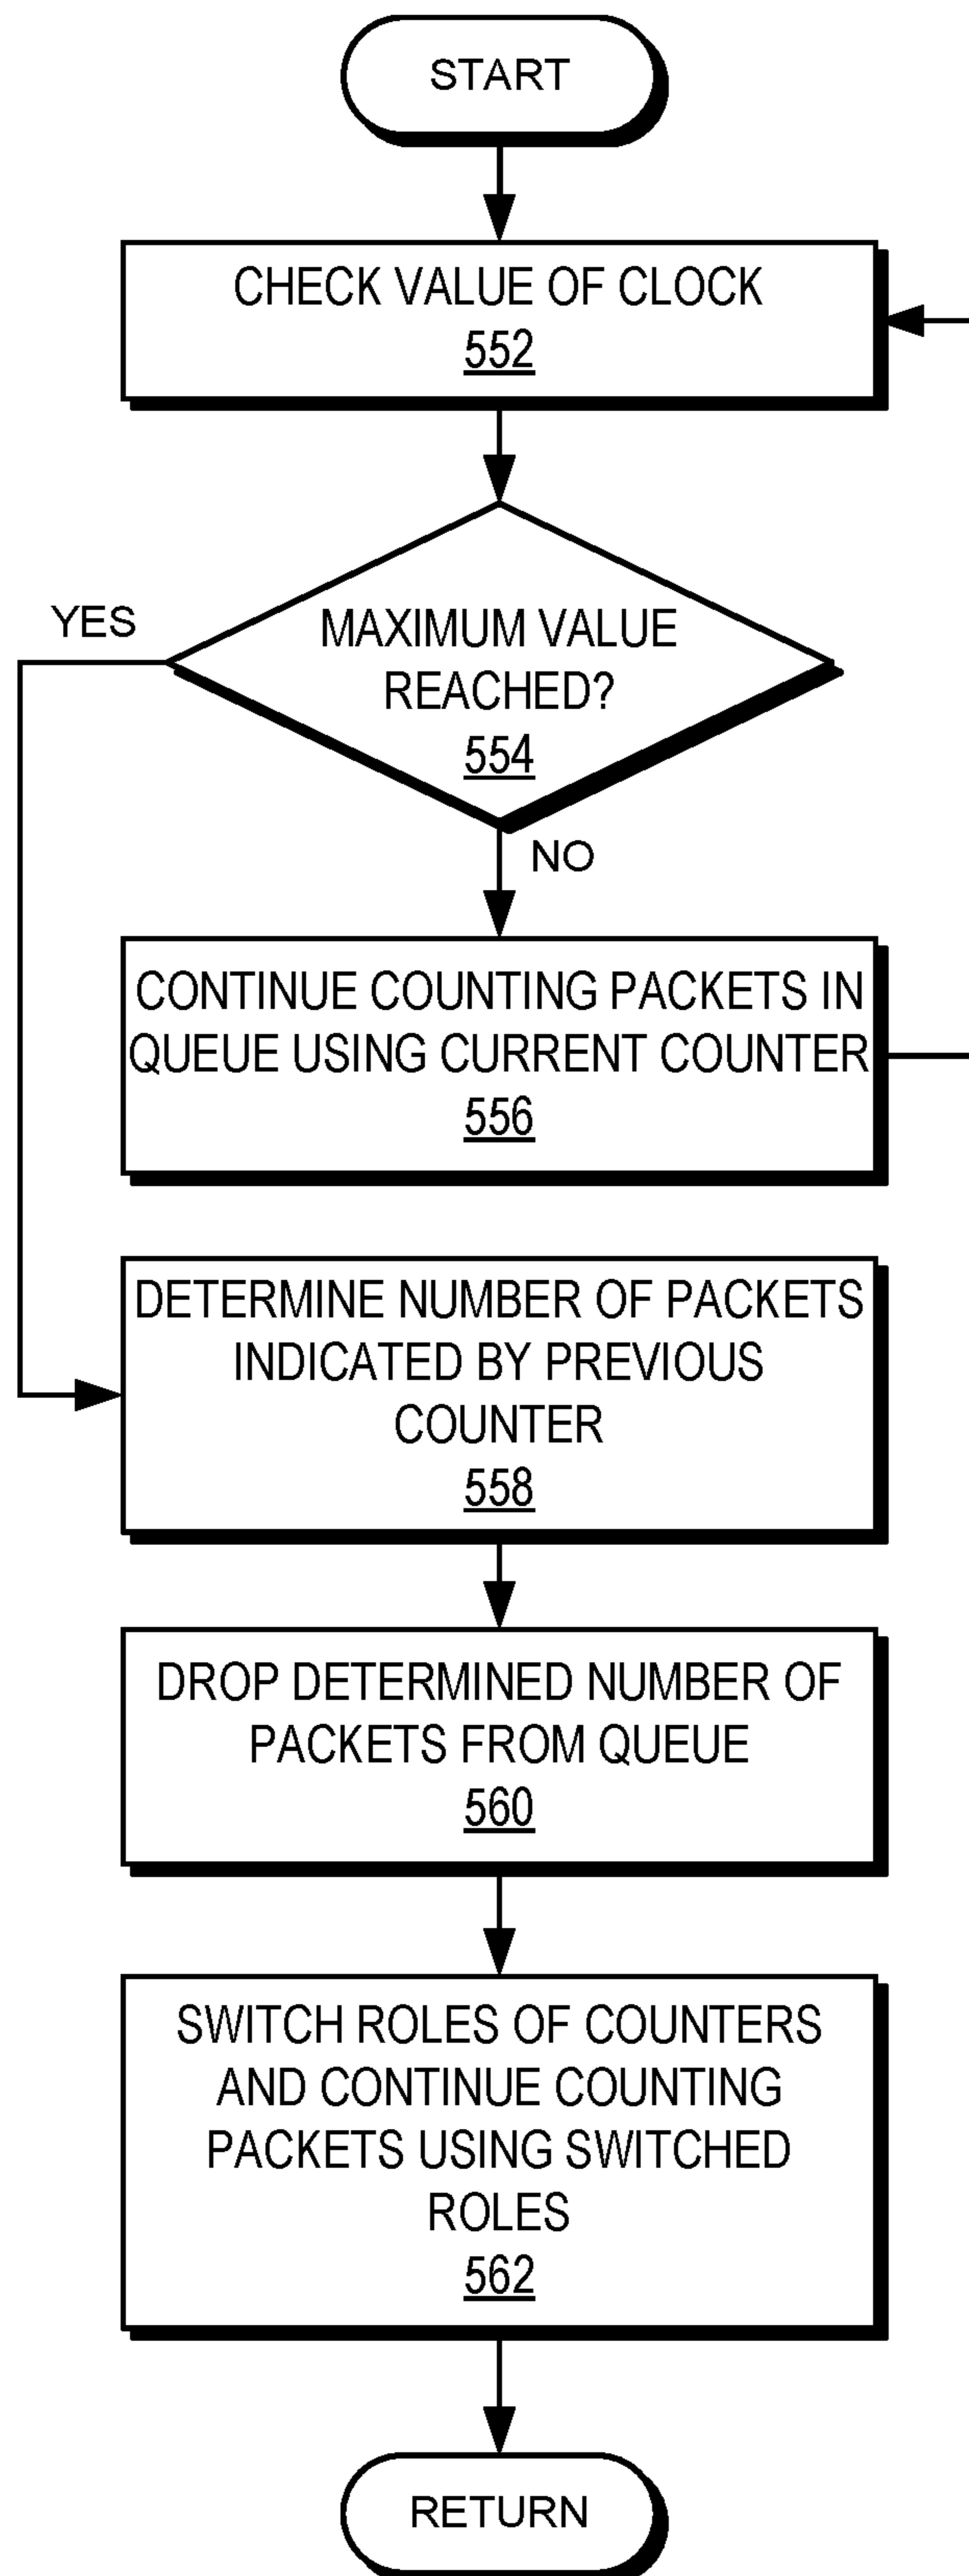 START
CHECK VALUE OF CLOCK
552
YES
MAXIMUM VALUE
REACHED?
554
NO
CONTINUE COUNTING PACKETS IN
QUEUE USING CURRENT COUNTER
556
DETERMINE NUMBER OF PACKETS
INDICATED BY PREVIOUS
COUNTER
558
DROP DETERMINED NUMBER OF
PACKETS FROM QUEUE
560
SWITCH ROLES OF COUNTERS
AND CONTINUE COUNTING
PACKETS USING SWITCHED
ROLES
562
RETURN